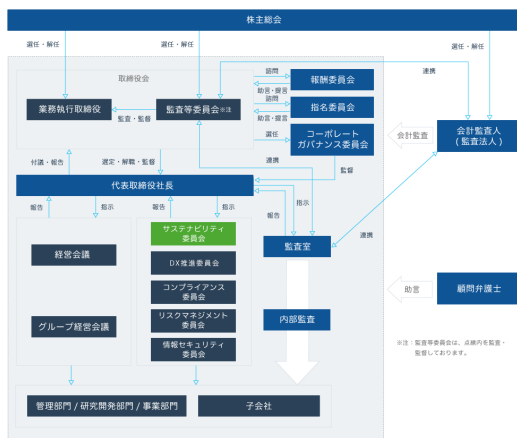 株主総会
選任・解任
選任・解任
選任・解任
取締役会
諮問
報酬委員会
連携
助言・提言
諮問
業務執行取締役
監査・監督
監査等委員会※注
指名委員会
助言・提言
選任
コーポレート
ガバナンス委員会
会計監査
会計監査人
(監査法人)
付議・報告
選定・解職・監督
連携
監督
代表取締役社長
報告
指示
報告
指示
報告
指示
サステナビリティ
委員会
監査室
連携
経営会議
DX推進委員会
コンプライアンス
委員会
助言
顧問弁護士
グループ経営会議
リスクマネジメント
委員会
内部監査
情報セキュリティ
委員会
※注：監査等委員会は、点線内を監査・
監督しております。
管理部門 / 研究開発部門 / 事業部門
子会社